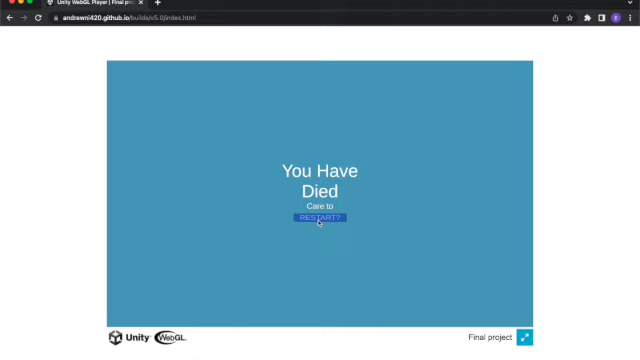 Unity WebGL Player | Final pro
andrewni420.github.io/builds/v5.0/index.html
You Have
Died
Care to
RESTART?
Unity WebGL
Final project